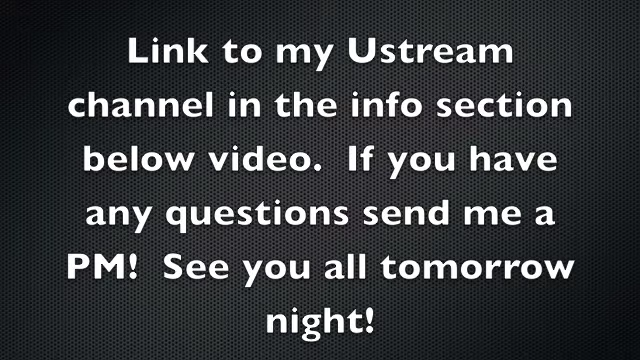 Link to my Ustream
channel in the info section
below video.  If you have
any questions send me a
PM!  See you all tomorrow
night!